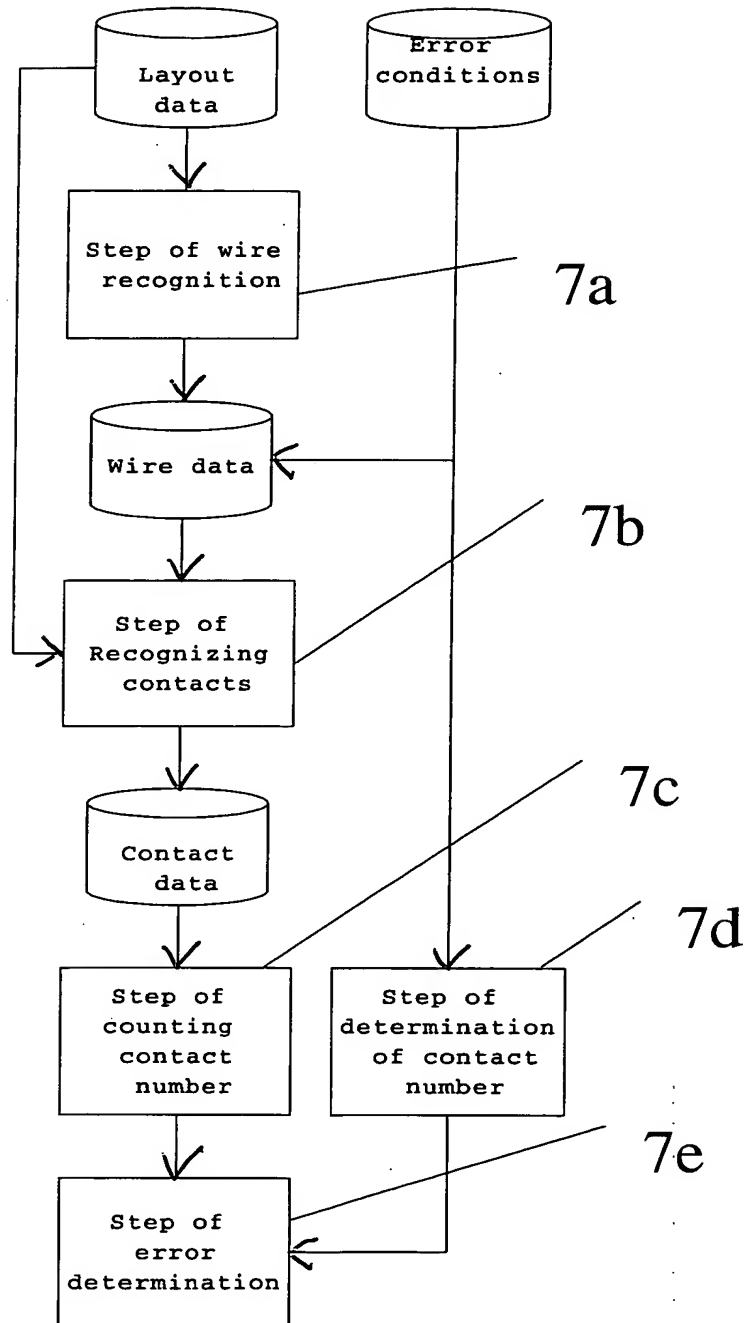 Layout
data
Error
conditions
Step of wire
recognition
7a
Wire data
7b
Step of
Recognizing
contacts
7c
Contact
data
7d
Step of
counting
contact
number
Step of
determination
of contact
number
7e
Step of
error
determination